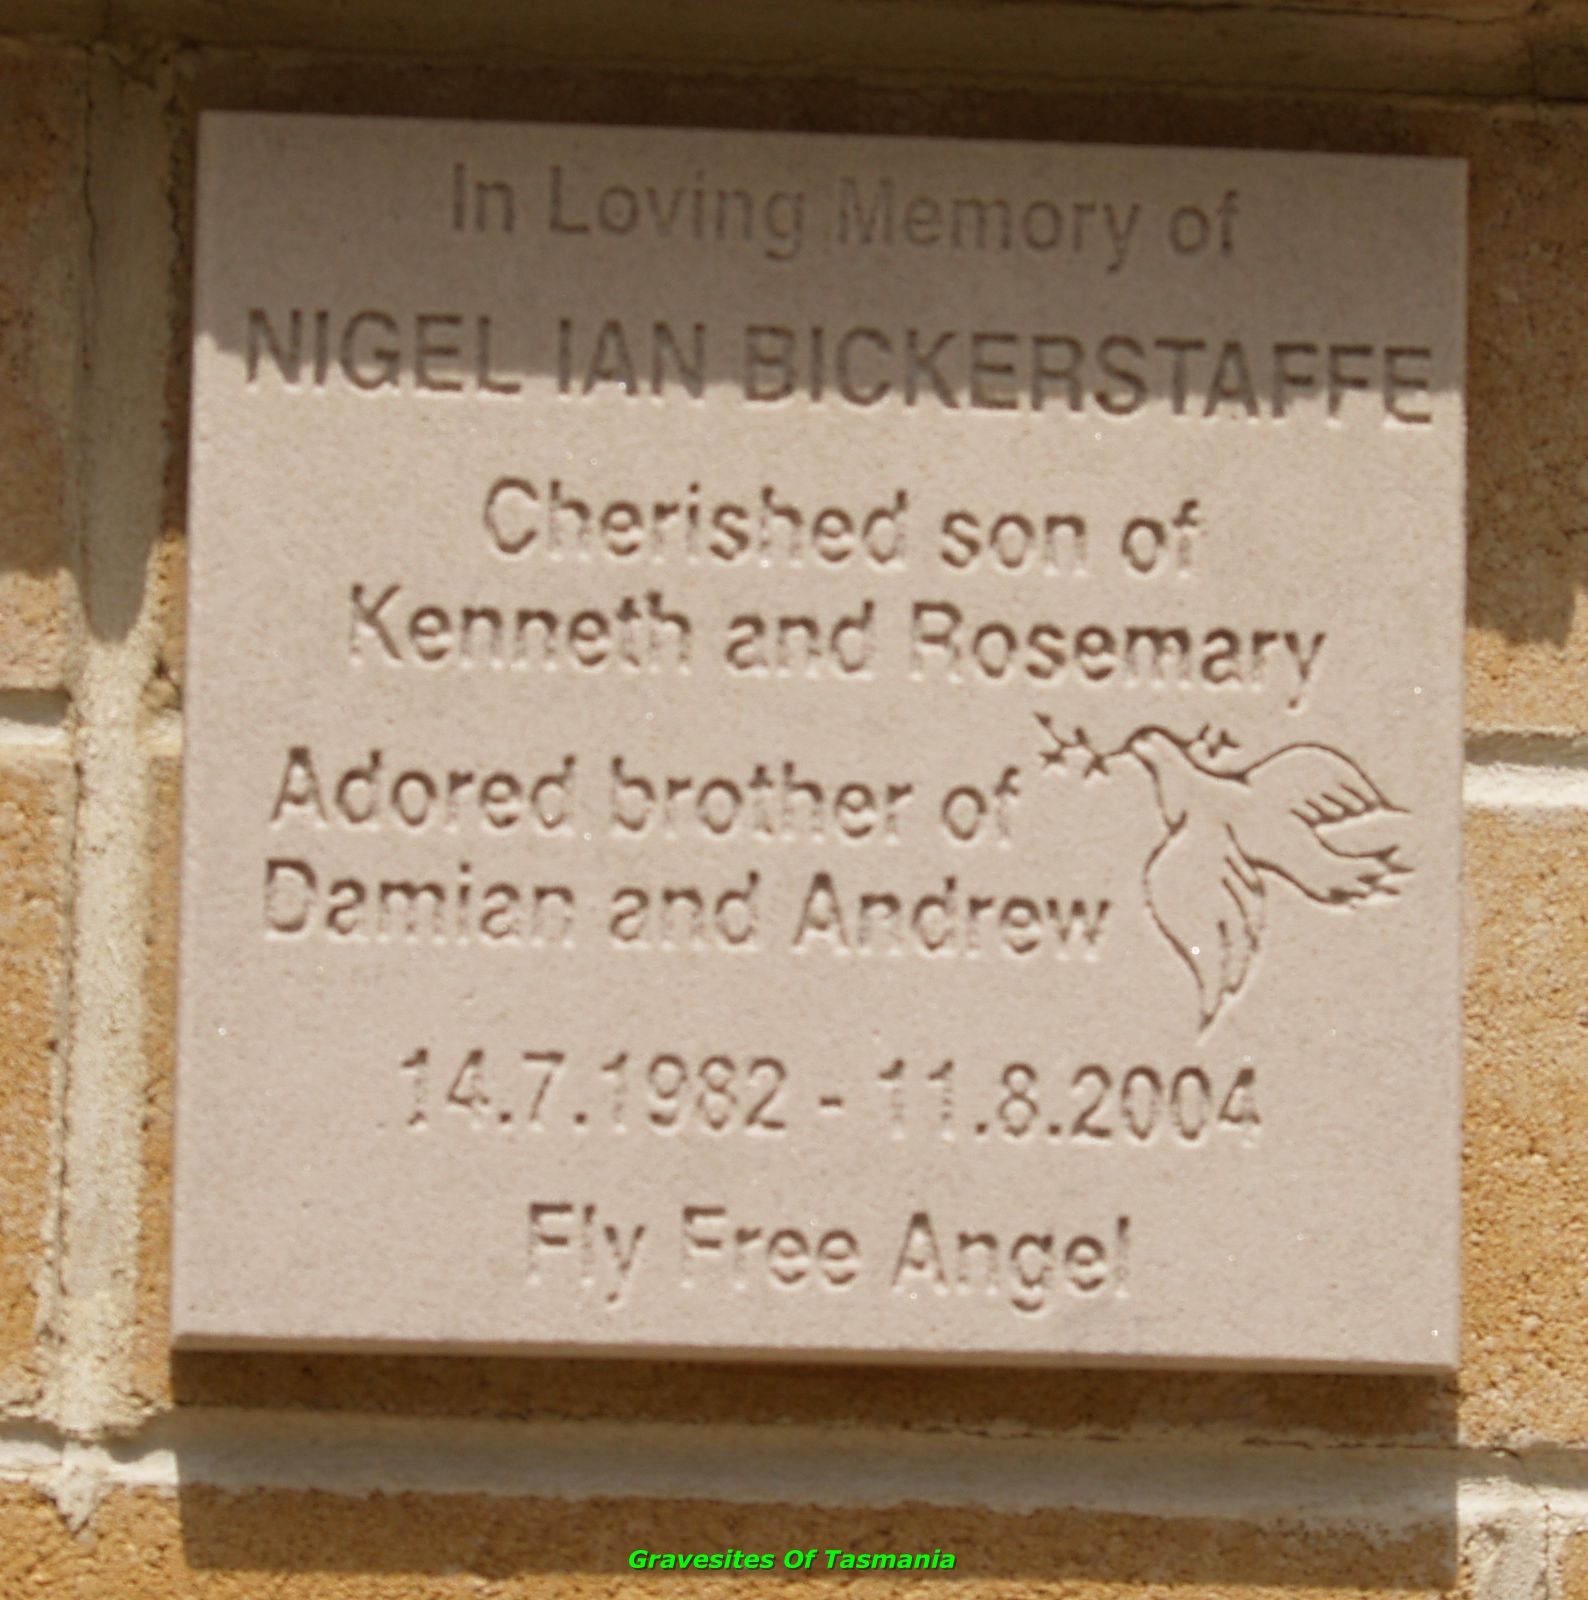 In Loving Memory of
NIGEL IAN BICKERSTAFFE
Cherished son of
Kenneth and Rosemary
Adored brother of
Damian and Andrew
14.7.1982 - 11.8.2004
Fly Free Angel
Gravesites Of Tasmania